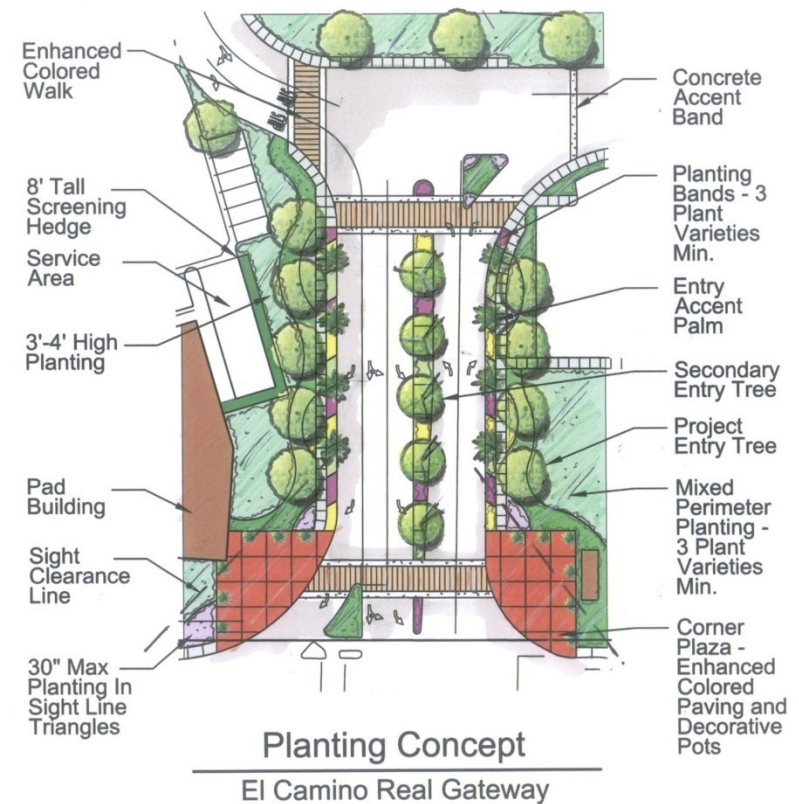 Enhanced
Colored
Walk
8' Tall
Screening
Hedge
Service
Area
3'-4' High
Planting
Pad
Building
Sight
Clearance
Line
30" Max
Planting In
Sight Line
Triangles
Concrete
Accent
Band
Planting
Bands - 3
Plant
Varieties
Min.
Entry
Accent
Palm
Secondary
Entry Tree
Project
Entry Tree
Mixed
Perimeter
Planting -
3 Plant
Varieties
Min.
Corner
Plaza -
Enhanced
Colored
Paving and
Decorative
Pots
Planting Concept
El Camino Real Gateway